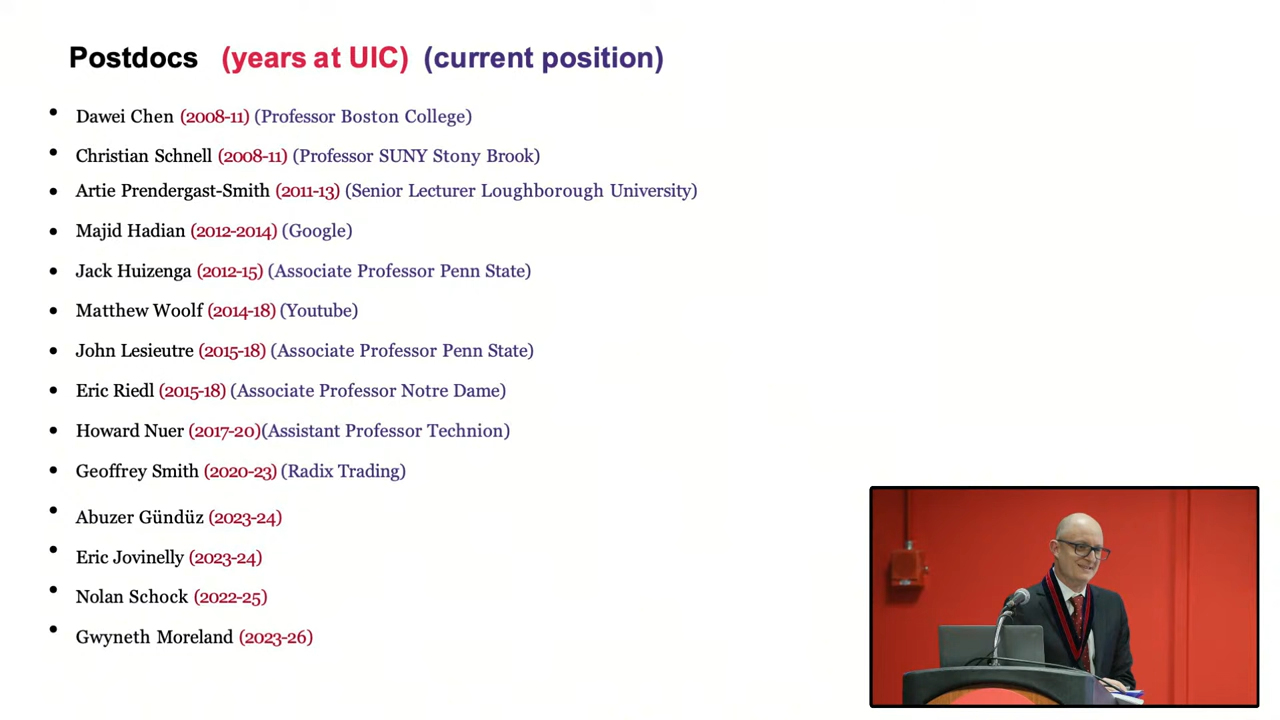 Postdocs (years at UIC) (current position)
Dawei Chen (2008-11) (Professor Boston College)
Christian Schnell (2008-11) (Professor SUNY Stony Brook)
Artie Prendergast-Smith (2011-13) (Senior Lecturer Loughborough University)
Majid Hadian (2012-2014) (Google)
Jack Huizenga (2012-15) (Associate Professor Penn State)
Matthew Woolf (2014-18) (Youtube)
John Lesieutre (2015-18) (Associate Professor Penn State)
Eric Riedl (2015-18) (Associate Professor Notre Dame)
Howard Nuer (2017-20)(Assistant Professor Technion)
Geoffrey Smith (2020-23) (Radix Trading)
Abuzer Gündüz (2023-24)
Eric Jovinelly (2023-24)
Nolan Schock (2022-25)
Gwyneth Moreland (2023-26)